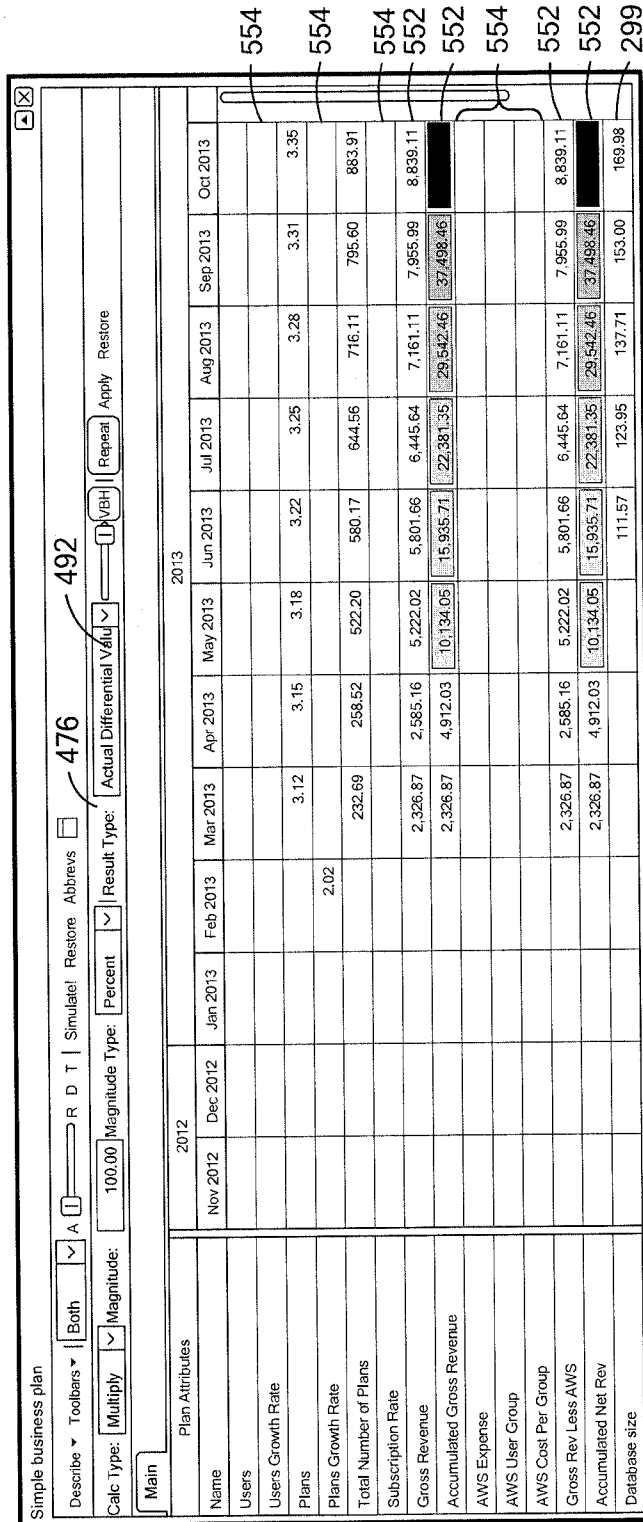 Simple business plan
Describe Toolbars | Both A R D T | Simulate! Restore Abbrevs
476
492
Calc Type: Multiply Magnitude: 100.00 Magnitude Type: Percent | Result Type: Actual Differential Valu VBH | Repeat Apply Restore
Main
Plan Attributes 2012 2013
Name Nov 2012 Dec 2012 Jan 2013 Feb 2013 Mar 2013 Apr 2013 May 2013 Jun 2013 Jul 2013 Aug 2013 Sep 2013 Oct 2013
Users 554
Users Growth Rate
Plans 3.12 3.15 3.18 3.22 3.25 3.28 3.31 3.35 554
Plans Growth Rate 2.02
Total Number of Plans 232.69 258.52 522.20 580.17 644.56 716.11 795.60 883.91
Subscription Rate 554
Gross Revenue 2,326.87 2,585.16 5,222.02 5,801.66 6,445.64 7,161.11 7,955.99 8,839.11 552
Accumulated Gross Revenue 2,326.87 4,912.03 10,134.05 15,935.71 22,381.35 29,542.46 37,498.46 552
AWS Expense
AWS User Group 554
AWS Cost Per Group
Gross Rev Less AWS 2,326.87 2,585.16 5,222.02 5,801.66 6,445.64 7,161.11 7,955.99 8,839.11 552
Accumulated Net Rev 2,326.87 4,912.03 10,134.05 15,935.71 22,381.35 29,542.46 37,498.46 552
Database size 111.57 123.95 137.71 153.00 169.98 299